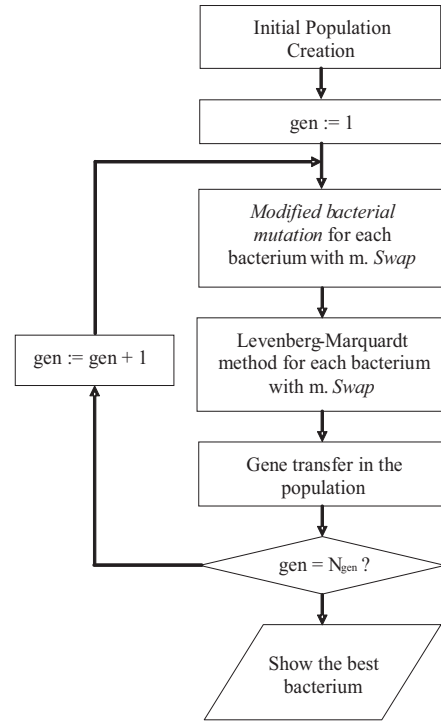 Initial Population
Creation
gen := 1
Modified bacterial
mutation for each
bacterium with m. Swap
Levenberg-Marquardt
method for each bacterium
with m. Swap
gen := gen + 1
Gene transfer in the
population
gen = Ngen ?
Show the best
bacterium